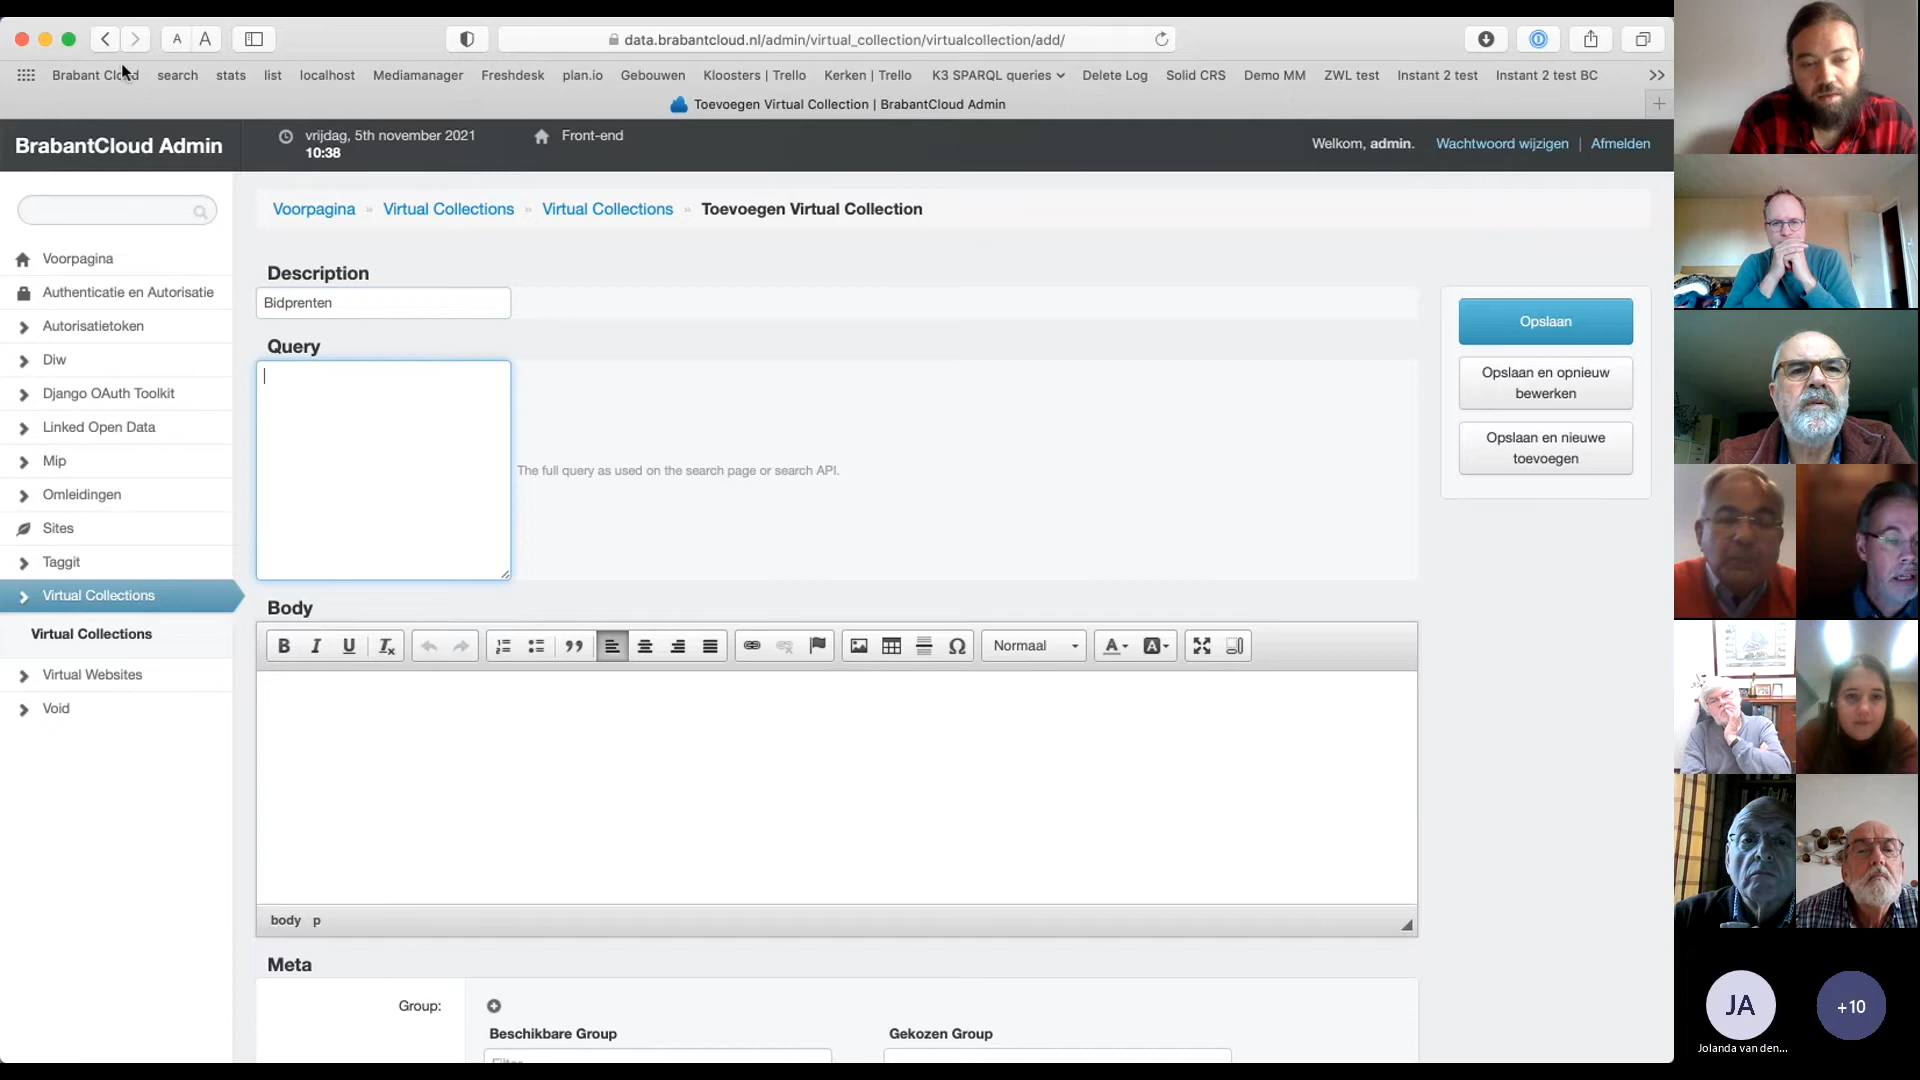 A A data.brabantcloud.nl/admin/virtual_collection/virtualcollection/add/
Brabant Cloud search stats list localhost Mediamanager Freshdesk plan.io Gebouwen Kloosters | Trello Kerken | Trello K3 SPARQL queries Delete Log Solid CRS Demo MM ZWL test Instant 2 test Instant 2 test BC
Toevoegen Virtual Collection | BrabantCloud Admin
BrabantCloud Admin
vrijdag, 5th november 2021
10:38
Front-end
Welkom, admin. Wachtwoord wijzigen | Afmelden
Voorpagina » Virtual Collections » Virtual Collections » Toevoegen Virtual Collection
Voorpagina
Authenticatie en Autorisatie
Autorisatietoken
Diw
Django OAuth Toolkit
Linked Open Data
Mip
Omleidingen
Sites
Taggit
Virtual Collections
Virtual Collections
Virtual Websites
Void
Description
Bidprenten
Query
The full query as used on the search page or search API.
Body
B I U Normaal A A
body p
Meta
Group:
Beschikbare Group
Gekozen Group
Filter
Opslaan
Opslaan en opnieuw
bewerken
Opslaan en nieuwe
toevoegen
JA
+10
Jolanda van den...